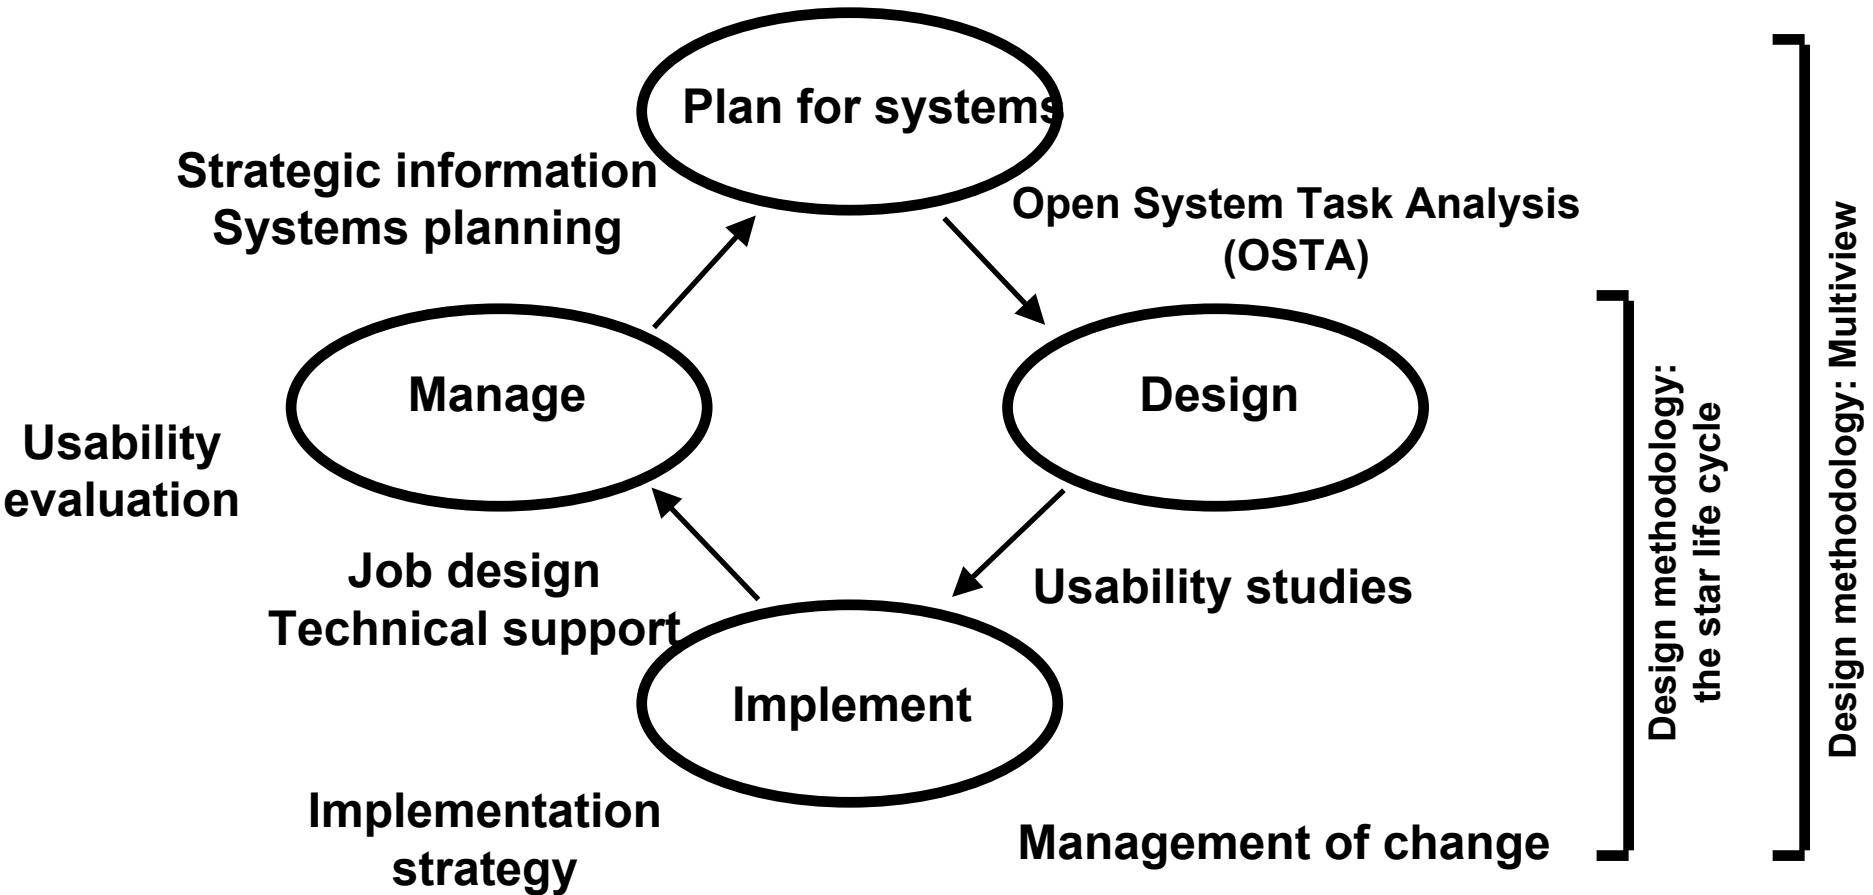 Plan for systems
Strategic information
Systems planning
Open System Task Analysis
(OSTA)
Manage
Design
Usability
evaluation
Job design
Technical support
Usability studies
Implement
Implementation
strategy
Management of change
Design methodology:
the star life cycle
Design methodology: Multiview